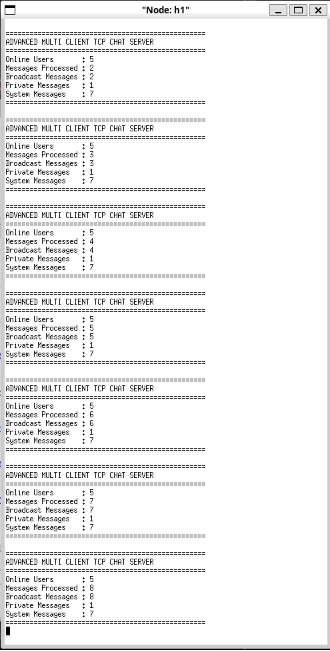 "Node: h1"
==================================================
ADVANCED MULTI CLIENT TCP CHAT SERVER
==================================================
Online Users       : 5
Messages Processed : 2
Broadcast Messages : 2
Private Messages   : 1
System Messages    : 7
==================================================
==================================================
ADVANCED MULTI CLIENT TCP CHAT SERVER
==================================================
Online Users       : 5
Messages Processed : 3
Broadcast Messages : 3
Private Messages   : 1
System Messages    : 7
==================================================
==================================================
ADVANCED MULTI CLIENT TCP CHAT SERVER
==================================================
Online Users       : 5
Messages Processed : 4
Broadcast Messages : 4
Private Messages   : 1
System Messages    : 7
==================================================
==================================================
ADVANCED MULTI CLIENT TCP CHAT SERVER
==================================================
Online Users       : 5
Messages Processed : 5
Broadcast Messages : 5
Private Messages   : 1
System Messages    : 7
==================================================
==================================================
ADVANCED MULTI CLIENT TCP CHAT SERVER
==================================================
Online Users       : 5
Messages Processed : 6
Broadcast Messages : 6
Private Messages   : 1
System Messages    : 7
==================================================
==================================================
ADVANCED MULTI CLIENT TCP CHAT SERVER
==================================================
Online Users       : 5
Messages Processed : 7
Broadcast Messages : 7
Private Messages   : 1
System Messages    : 7
==================================================
==================================================
ADVANCED MULTI CLIENT TCP CHAT SERVER
==================================================
Online Users       : 5
Messages Processed : 8
Broadcast Messages : 8
Private Messages   : 1
System Messages    : 7
==================================================